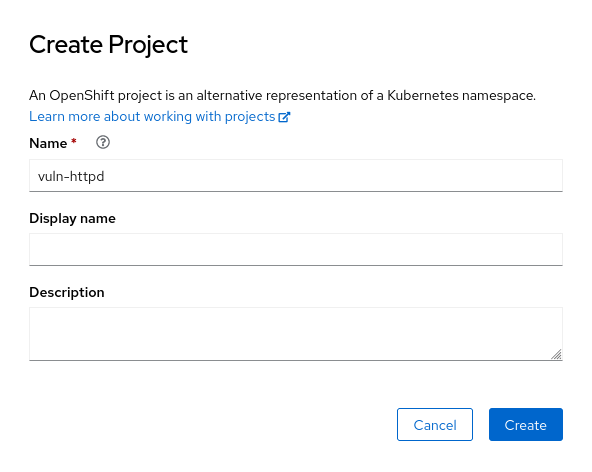 Create Project
An OpenShift project is an alternative representation of a Kubernetes namespace.
Learn more about working with projects
Name *
vuln-httpd
Display name
Description
Cancel Create